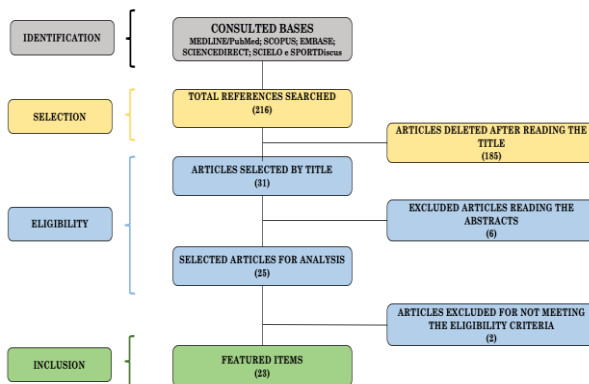 IDENTIFICATION
CONSULTED BASES
MEDLINE/PubMed; SCOPUS; EMBASE;
SCIENCEDIRECT; SCIELO e SPORTDiscus
SELECTION
TOTAL REFERENCES SEARCHED
(216)
ARTICLES DELETED AFTER READING THE
TITLE
(185)
ELIGIBILITY
ARTICLES SELECTED BY TITLE
(31)
EXCLUDED ARTICLES READING THE
ABSTRACTS
(6)
SELECTED ARTICLES FOR ANALYSIS
(25)
ARTICLES EXCLUDED FOR NOT MEETING
THE ELIGIBILITY CRITERIA
(2)
INCLUSION
FEATURED ITEMS
(23)